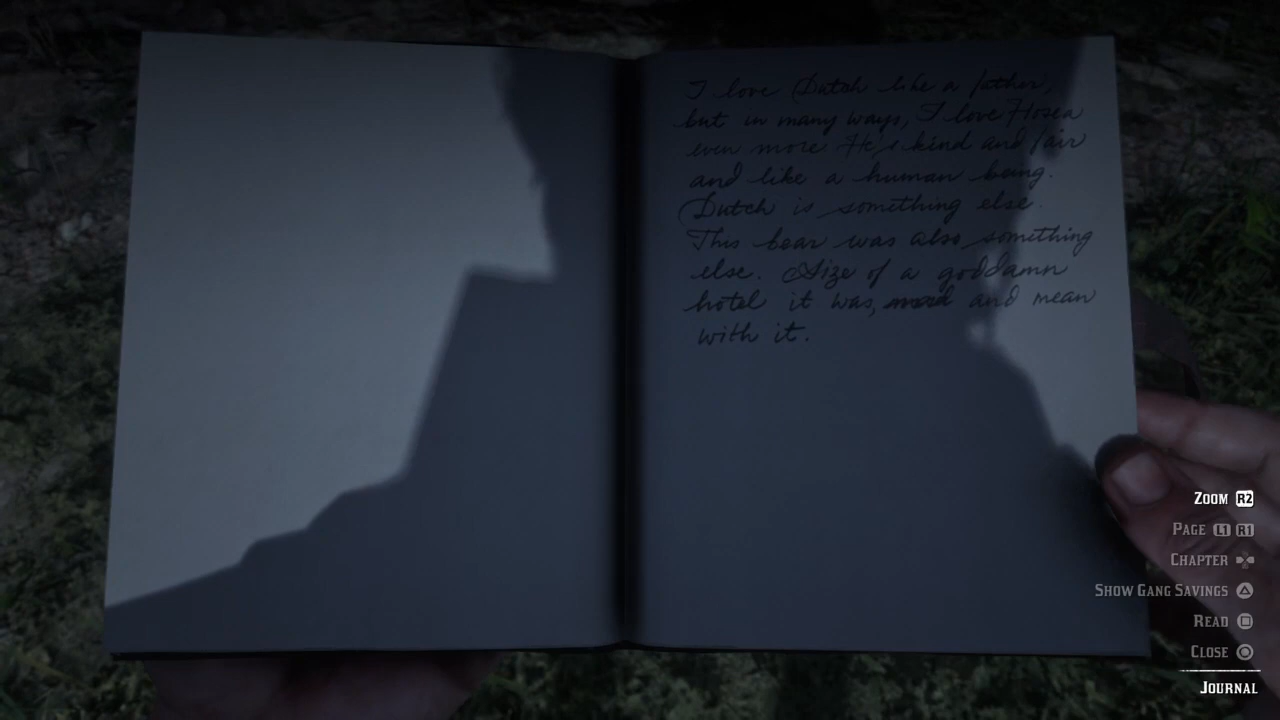 I love Dutch like a father,
but in many ways, I love Hosea
even more. He's kind and fair
and like a human being.
Dutch is something else.
This bear was also something
else. Size of a goddamn
hotel it was, and mean
with it.
ZOOM R2
PAGE L1 R1
CHAPTER
SHOW GANG SAVINGS
READ
CLOSE
JOURNAL